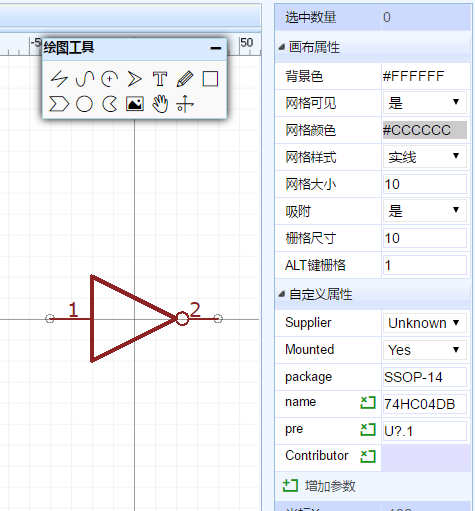 选中数量 0
-5
50
绘图工具
画布属性
背景色 #FFFFFF
网格可见 是
网格颜色 #CCCCCC
网格样式 实线
网格大小 10
吸附 是
栅格尺寸 10
ALT键栅格 1
自定义属性
1
2
Supplier Unknown
Mounted Yes
package SSOP-14
name 74HC04DB
pre U?.1
Contributor
增加参数